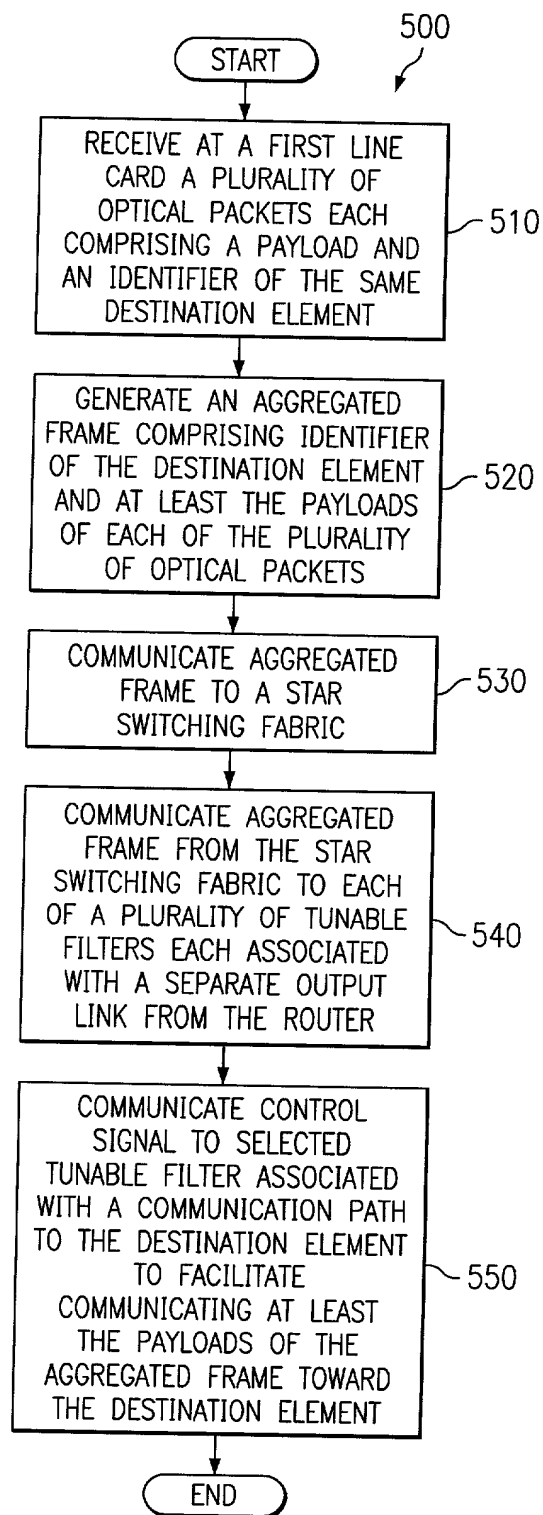 500
START
RECEIVE AT A FIRST LINE
CARD A PLURALITY OF
OPTICAL PACKETS EACH
COMPRISING A PAYLOAD AND
AN IDENTIFIER OF THE SAME
DESTINATION ELEMENT
510
GENERATE AN AGGREGATED
FRAME COMPRISING IDENTIFIER
OF THE DESTINATION ELEMENT
AND AT LEAST THE PAYLOADS
OF EACH OF THE PLURALITY
OF OPTICAL PACKETS
520
COMMUNICATE AGGREGATED
FRAME TO A STAR
SWITCHING FABRIC
530
COMMUNICATE AGGREGATED
FRAME FROM THE STAR
SWITCHING FABRIC TO EACH
OF A PLURALITY OF TUNABLE
FILTERS EACH ASSOCIATED
WITH A SEPARATE OUTPUT
LINK FROM THE ROUTER
540
COMMUNICATE CONTROL
SIGNAL TO SELECTED
TUNABLE FILTER ASSOCIATED
WITH A COMMUNICATION PATH
TO THE DESTINATION ELEMENT
TO FACILITATE
COMMUNICATING AT LEAST
THE PAYLOADS OF THE
AGGREGATED FRAME TOWARD
THE DESTINATION ELEMENT
550
END